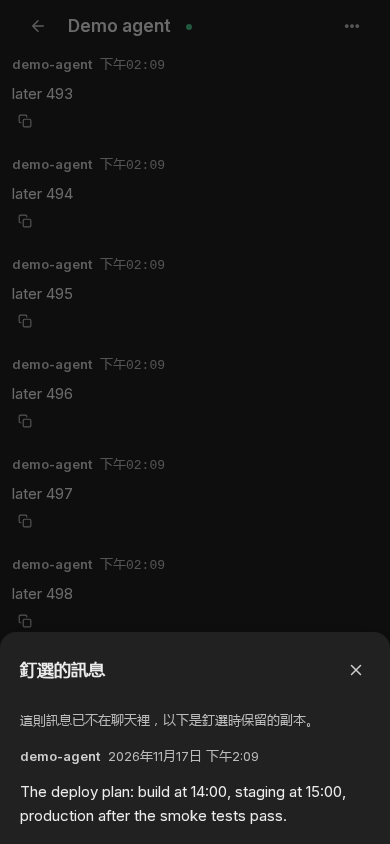 Demo agent
demo-agent 下午02:09
later 493
demo-agent 下午02:09
later 494
demo-agent 下午02:09
later 495
demo-agent 下午02:09
later 496
demo-agent 下午02:09
later 497
demo-agent 下午02:09
later 498
釘選的訊息
這則訊息已不在聊天裡，以下是釘選時保留的副本。
demo-agent 2026年11月17日 下午2:09
The deploy plan: build at 14:00, staging at 15:00,
production after the smoke tests pass.